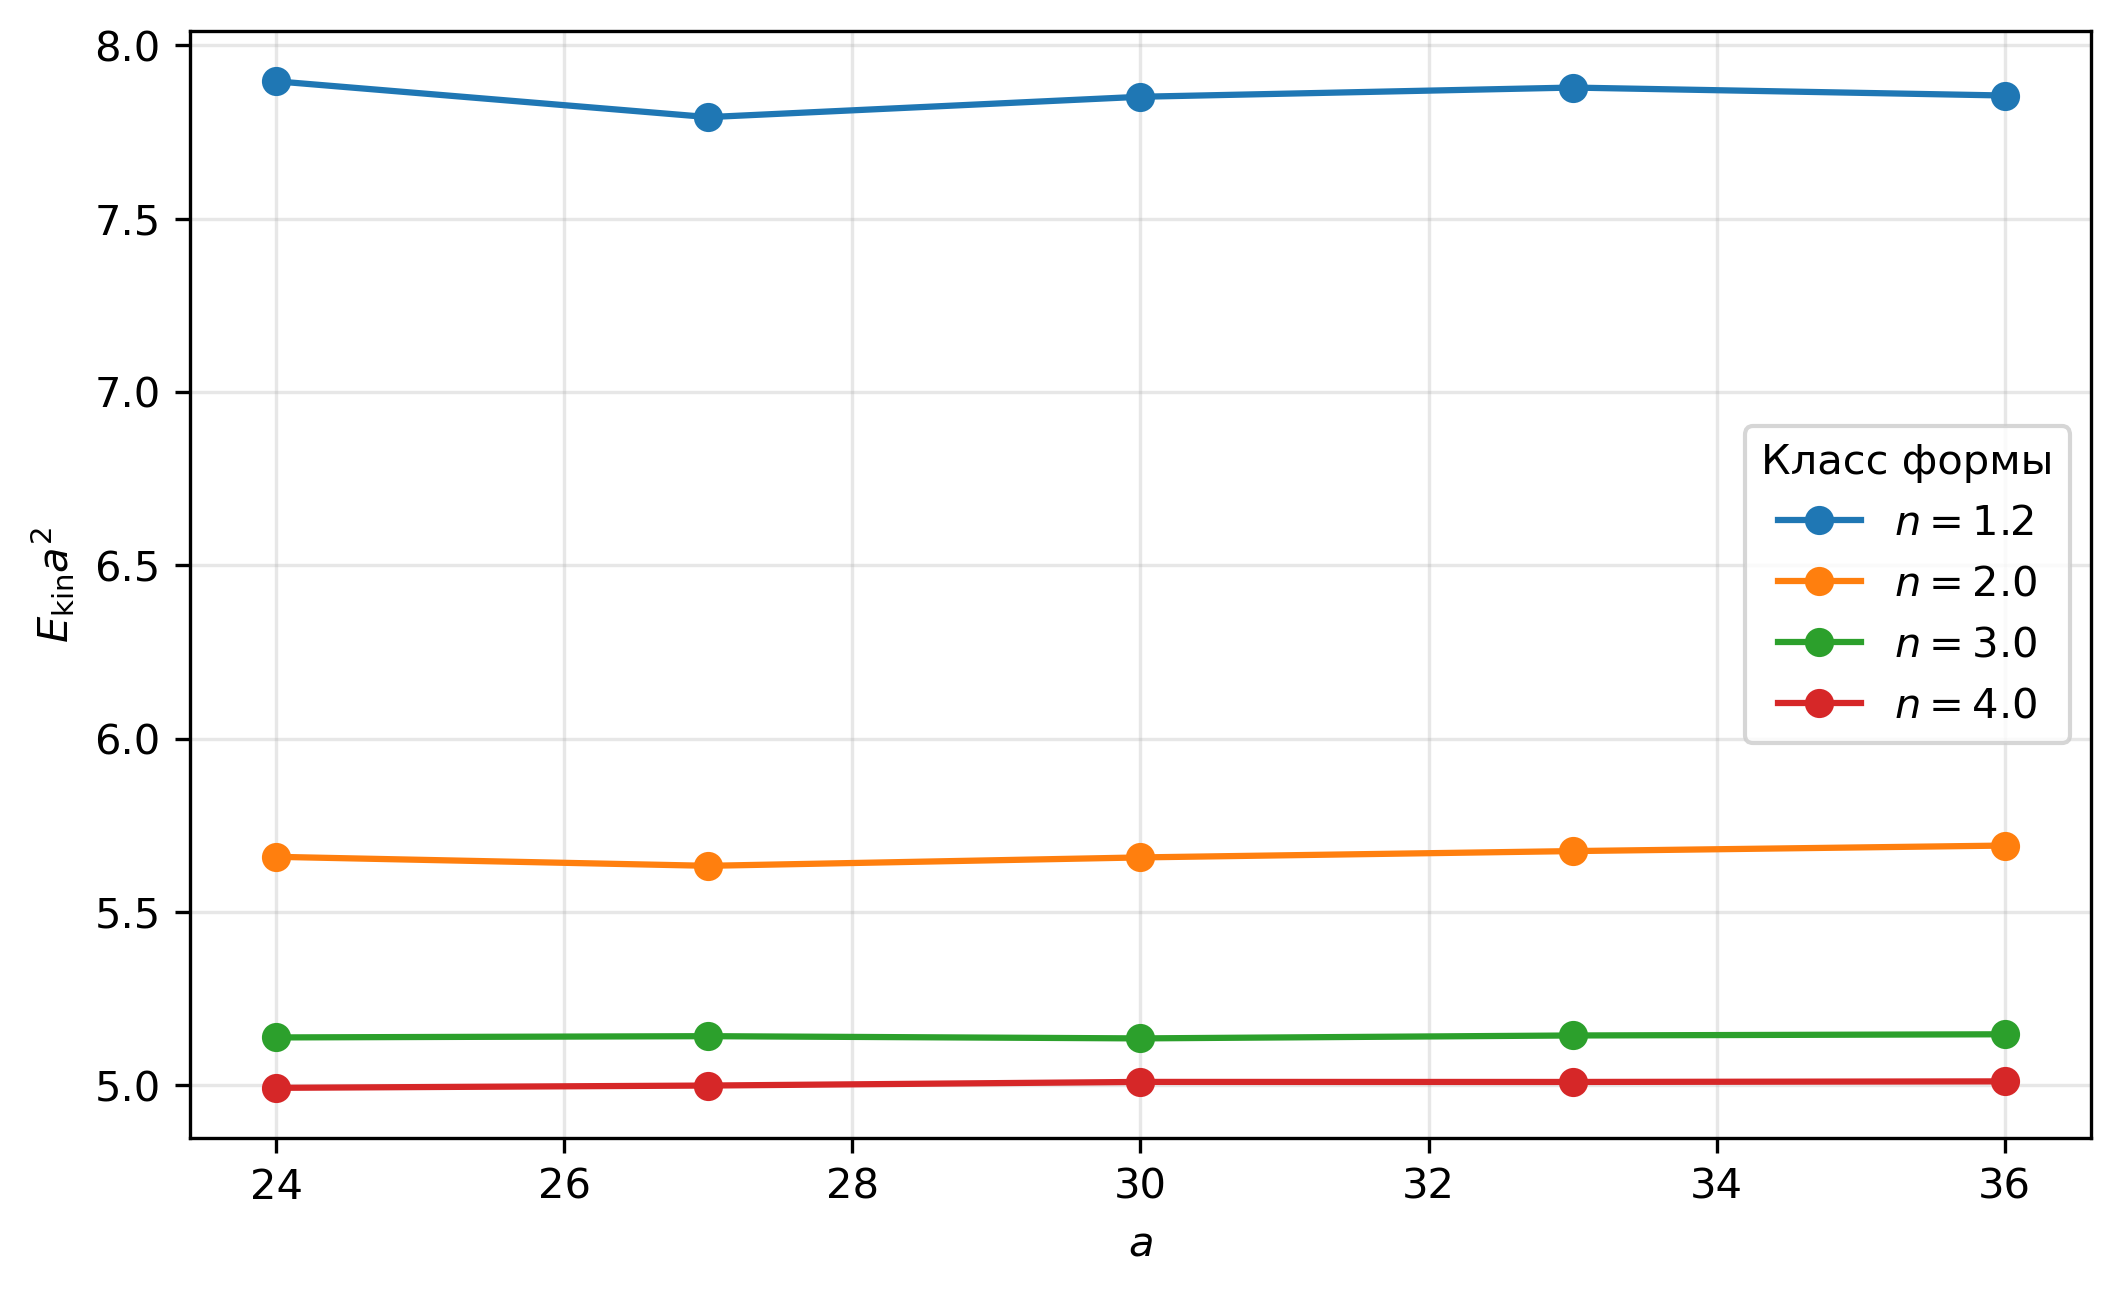 8.0
7.5
7.0
6.5
6.0
5.5
5.0
E_kin a²
24 26 28 30 32 34 36
a
Класс формы
n = 1.2
n = 2.0
n = 3.0
n = 4.0